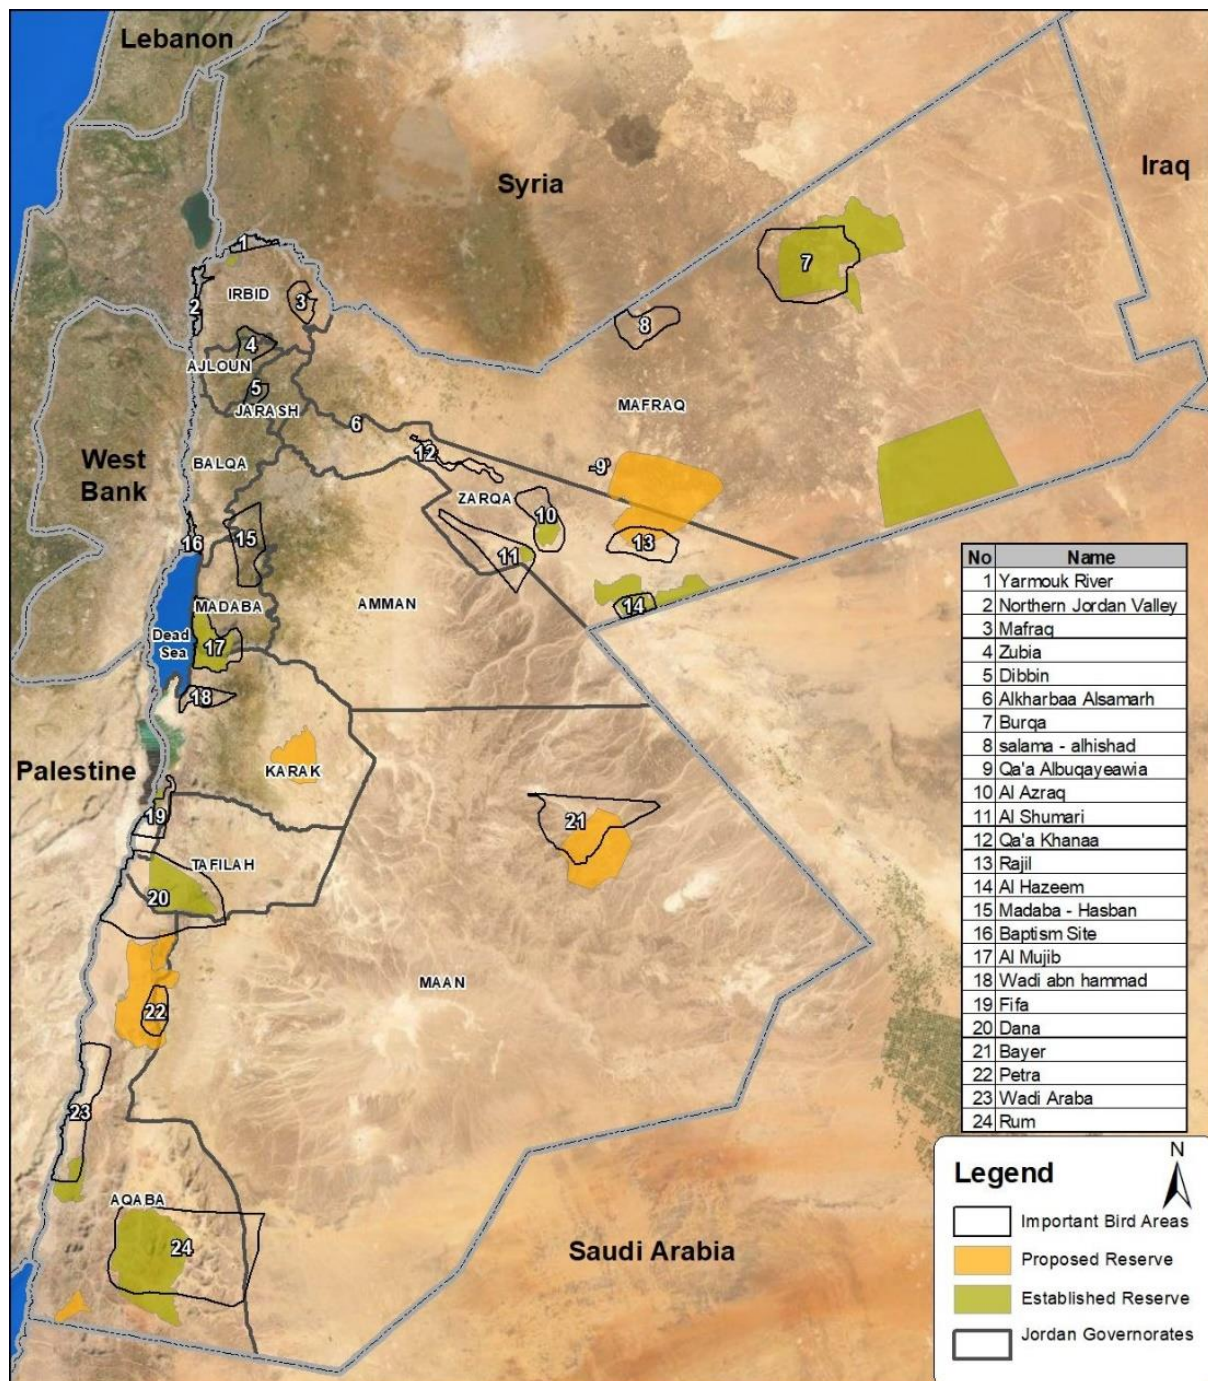 Lebanon
Syria
Iraq
1
IRBID
2
3
7
8
4
AJLOUN
5
JARASH
MAFRAQ
6
West
Bank
BALQA
12
-9'
ZARQA
10
16
15
13
11
MADABA
AMMAN
14
Dead
Sea
17
18
Palestine
KARAK
19
21
TAFILAH
20
MAAN
22
23
AQABA
24
Saudi Arabia
No Name
1 Yarmouk River
2 Northern Jordan Valley
3 Mafraq
4 Zubia
5 Dibbin
6 Alkharbaa Alsamarh
7 Burqa
8 salama - alhishad
9 Qa'a Albuqayeawia
10 Al Azraq
11 Al Shumari
12 Qa'a Khanaa
13 Rajil
14 Al Hazeem
15 Madaba - Hasban
16 Baptism Site
17 Al Mujib
18 Wadi abn hammad
19 Fifa
20 Dana
21 Bayer
22 Petra
23 Wadi Araba
24 Rum
N
Legend
Important Bird Areas
Proposed Reserve
Established Reserve
Jordan Governorates